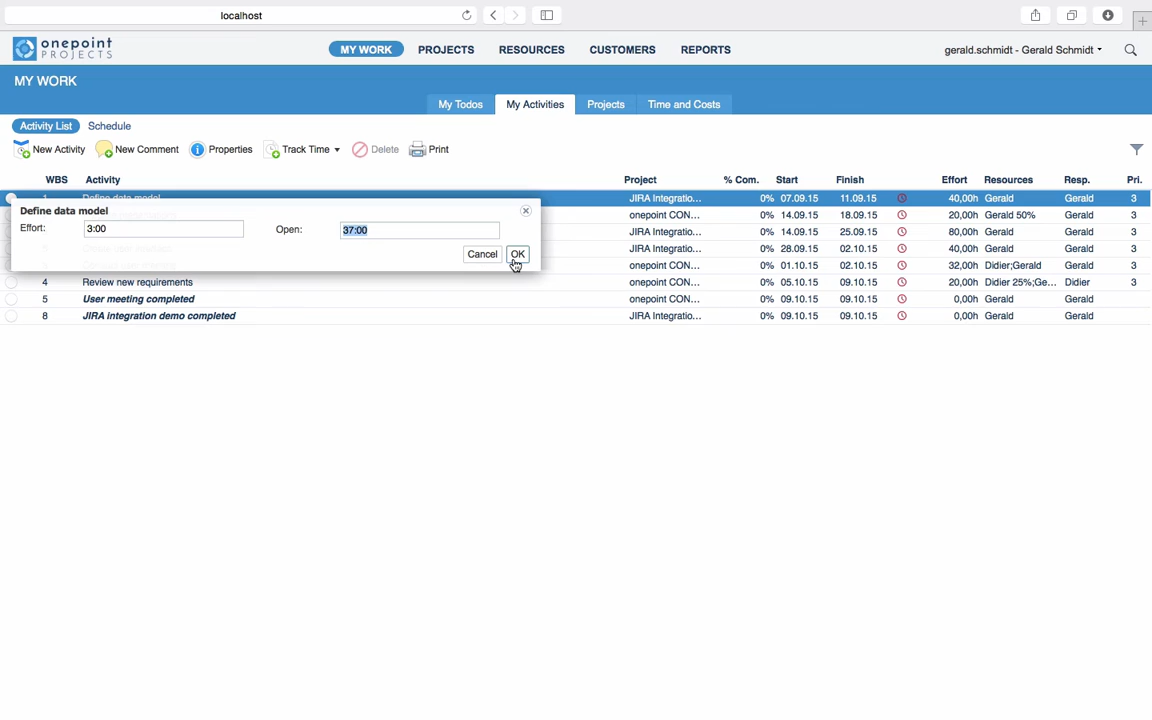 localhost
onepoint
PROJECTS
MY WORK PROJECTS RESOURCES CUSTOMERS REPORTS gerald.schmidt - Gerald Schmidt
MY WORK
My Todos My Activities Projects Time and Costs
Activity List Schedule
New Activity New Comment Properties Track Time Delete Print
WBS Activity Project % Com. Start Finish Effort Resources Resp. Pri.
1 Define data model JIRA Integratio... 0% 07.09.15 11.09.15 40,00h Gerald Gerald 3
Define data model
onepoint CON... 0% 14.09.15 18.09.15 20,00h Gerald 50% Gerald 3
Effort: 3:00 Open: 37:00
JIRA Integratio... 0% 14.09.15 25.09.15 80,00h Gerald Gerald 3
JIRA Integratio... 0% 28.09.15 02.10.15 40,00h Gerald Gerald 3
Cancel OK
onepoint CON... 0% 01.10.15 02.10.15 32,00h Didier;Gerald Gerald 3
4 Review new requirements onepoint CON... 0% 05.10.15 09.10.15 20,00h Didier 25%;Ge... Didier 3
5 User meeting completed onepoint CON... 0% 09.10.15 09.10.15 0,00h Gerald Gerald
8 JIRA integration demo completed JIRA Integratio... 0% 09.10.15 09.10.15 0,00h Gerald Gerald